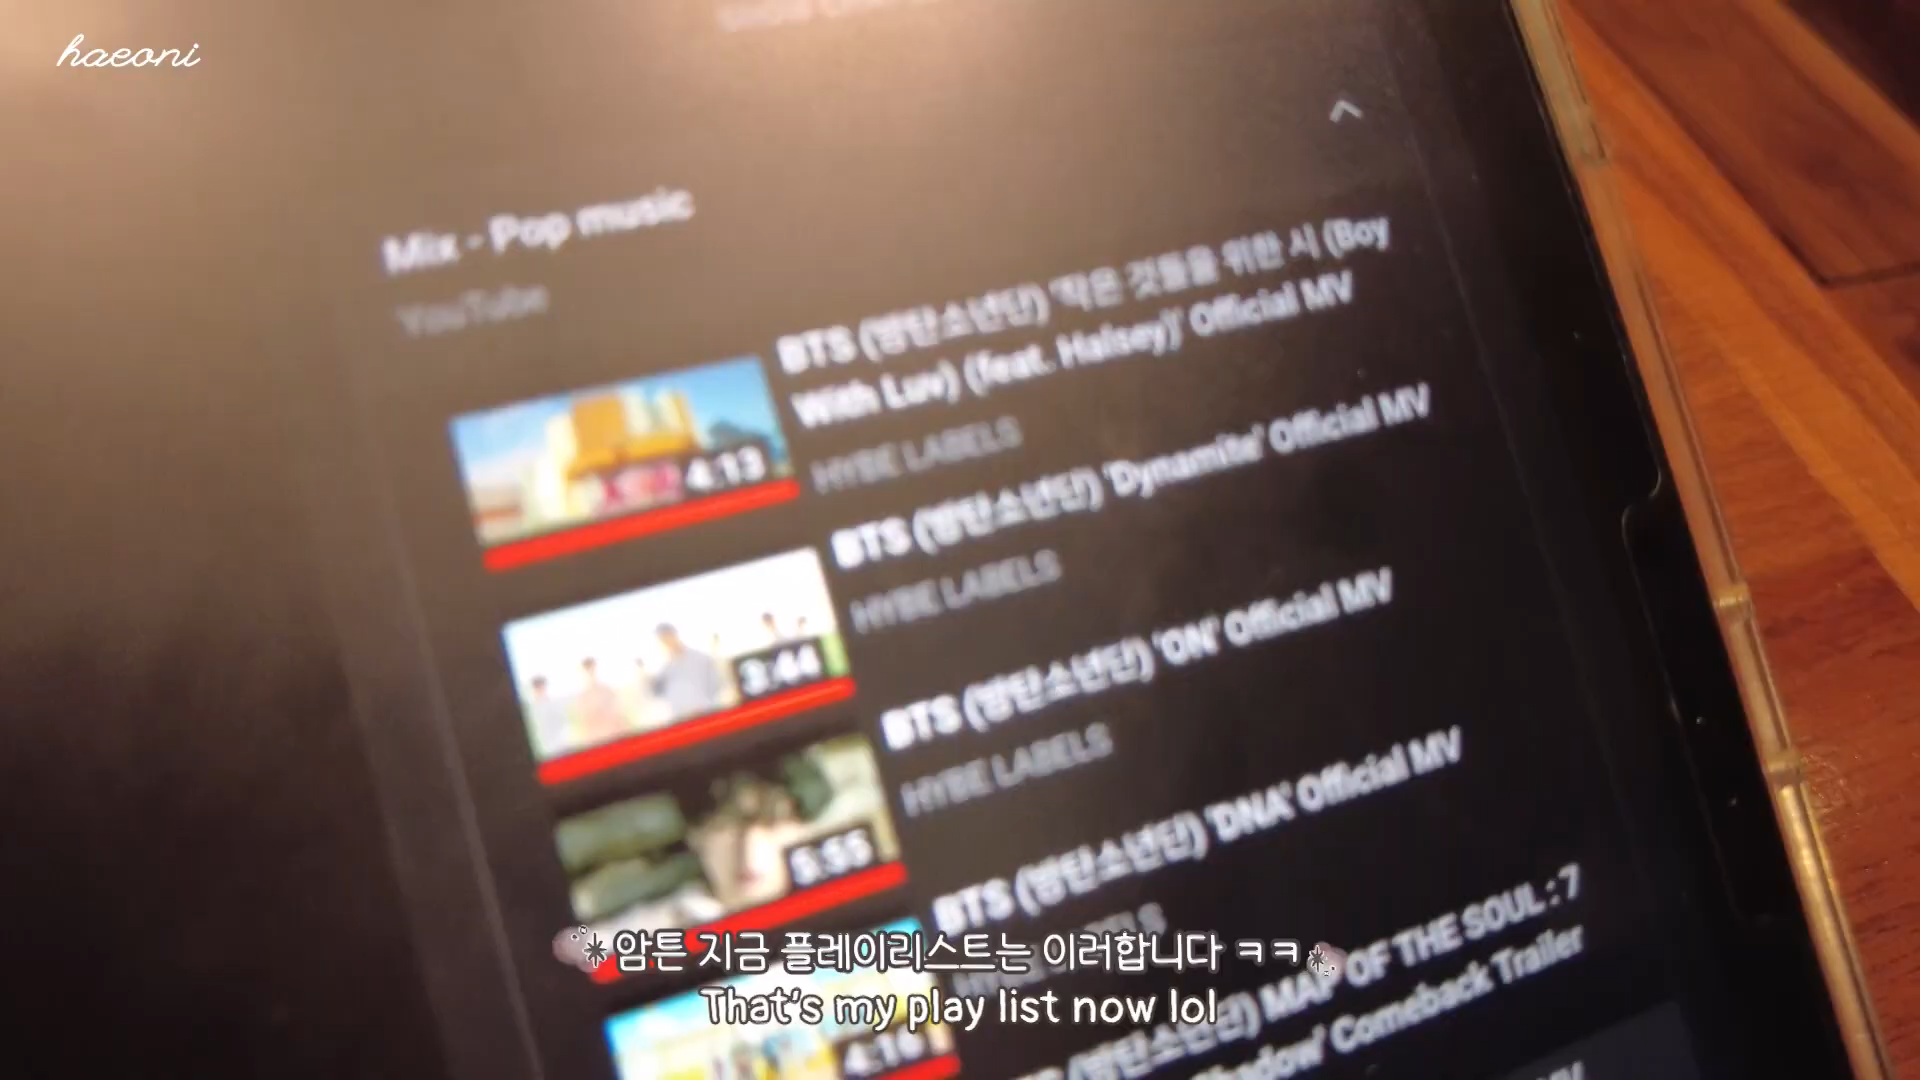 haeoni
Mix - Pop music
YouTube
BTS (방탄소년단) '작은 것들을 위한 시 (Boy
With Luv) (feat. Halsey)' Official MV
HYBE LABELS
4:13
BTS (방탄소년단) 'Dynamite' Official MV
HYBE LABELS
3:44
BTS (방탄소년단) 'ON' Official MV
HYBE LABELS
5:55
BTS (방탄소년단) 'DNA' Official MV
(방탄소년단) MAP OF THE SOUL : 7
Shadow' Comeback Trailer
4:16
MV
암튼 지금 플레이리스트는 이러합니다 ㅋㅋ
That's my play list now lol